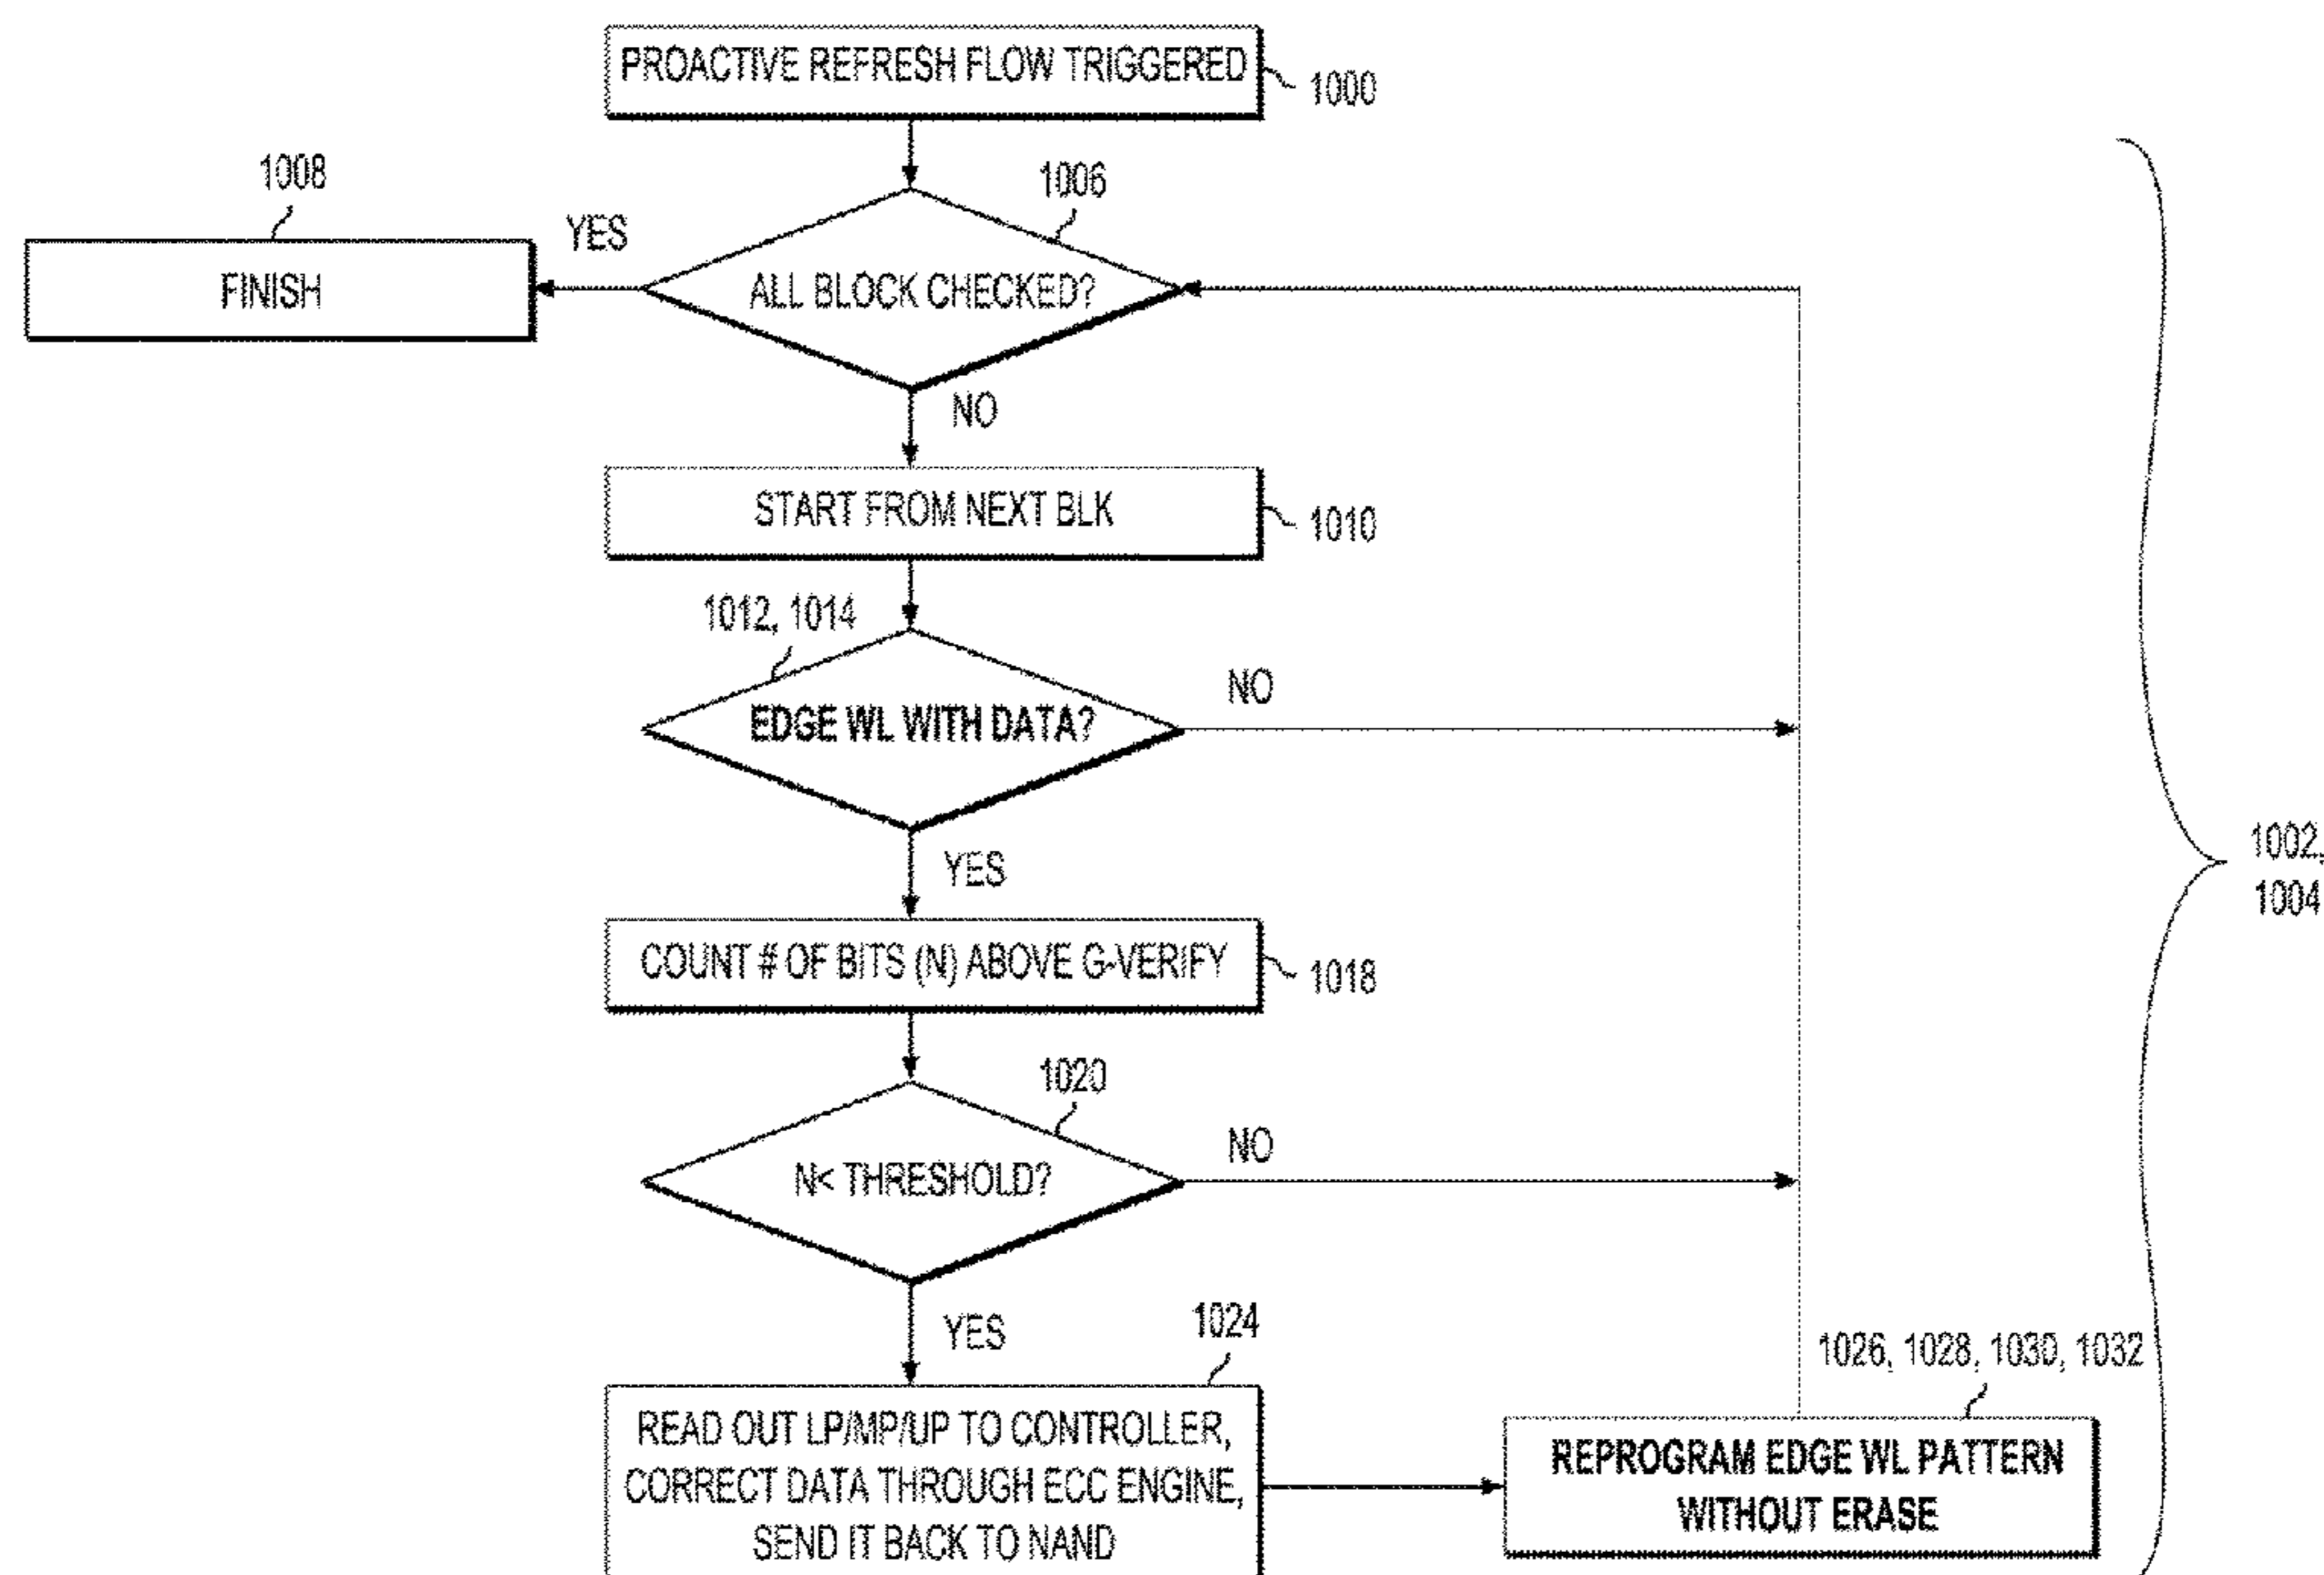 PROACTIVE REFRESH FLOW TRIGGERED
1000
1008
1006
YES
FINISH
ALL BLOCK CHECKED?
NO
START FROM NEXT BLK
1010
1012, 1014
NO
EDGE WL WITH DATA?
1002,
1004
YES
COUNT # OF BITS (N) ABOVE G-VERIFY
1018
1020
NO
N< THRESHOLD?
YES
1024
1026, 1028, 1030, 1032
READ OUT LP/MP/UP TO CONTROLLER,
CORRECT DATA THROUGH ECC ENGINE,
SEND IT BACK TO NAND
REPROGRAM EDGE WL PATTERN
WITHOUT ERASE